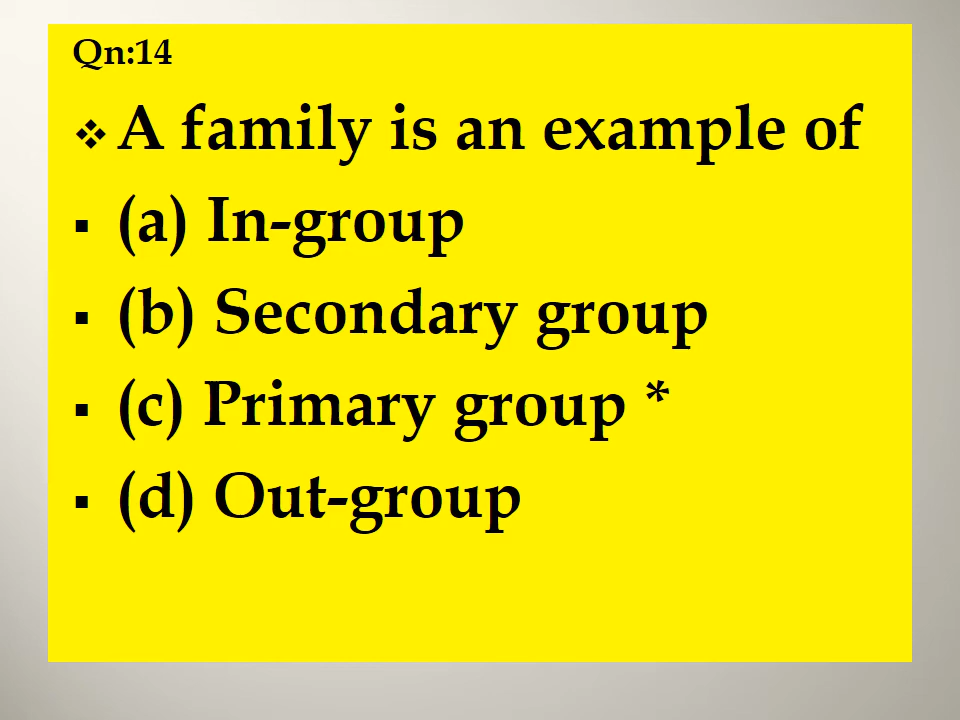 Qn:14
❖ A family is an example of
▪ (a) In-group
▪ (b) Secondary group
▪ (c) Primary group *
▪ (d) Out-group